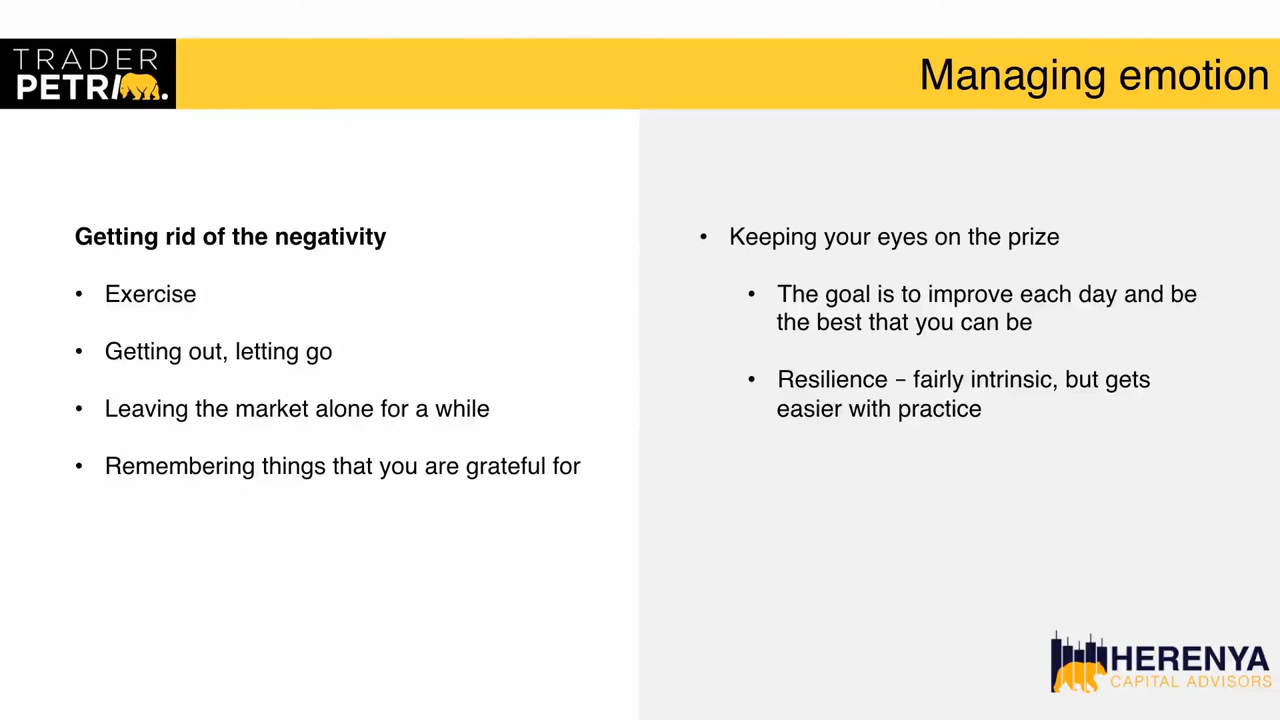 TRADER
PETRI.
Managing emotion
Getting rid of the negativity
• Exercise
• Getting out, letting go
• Leaving the market alone for a while
• Remembering things that you are grateful for
• Keeping your eyes on the prize
• The goal is to improve each day and be
the best that you can be
• Resilience – fairly intrinsic, but gets
easier with practice
HERENYA
CAPITAL ADVISORS